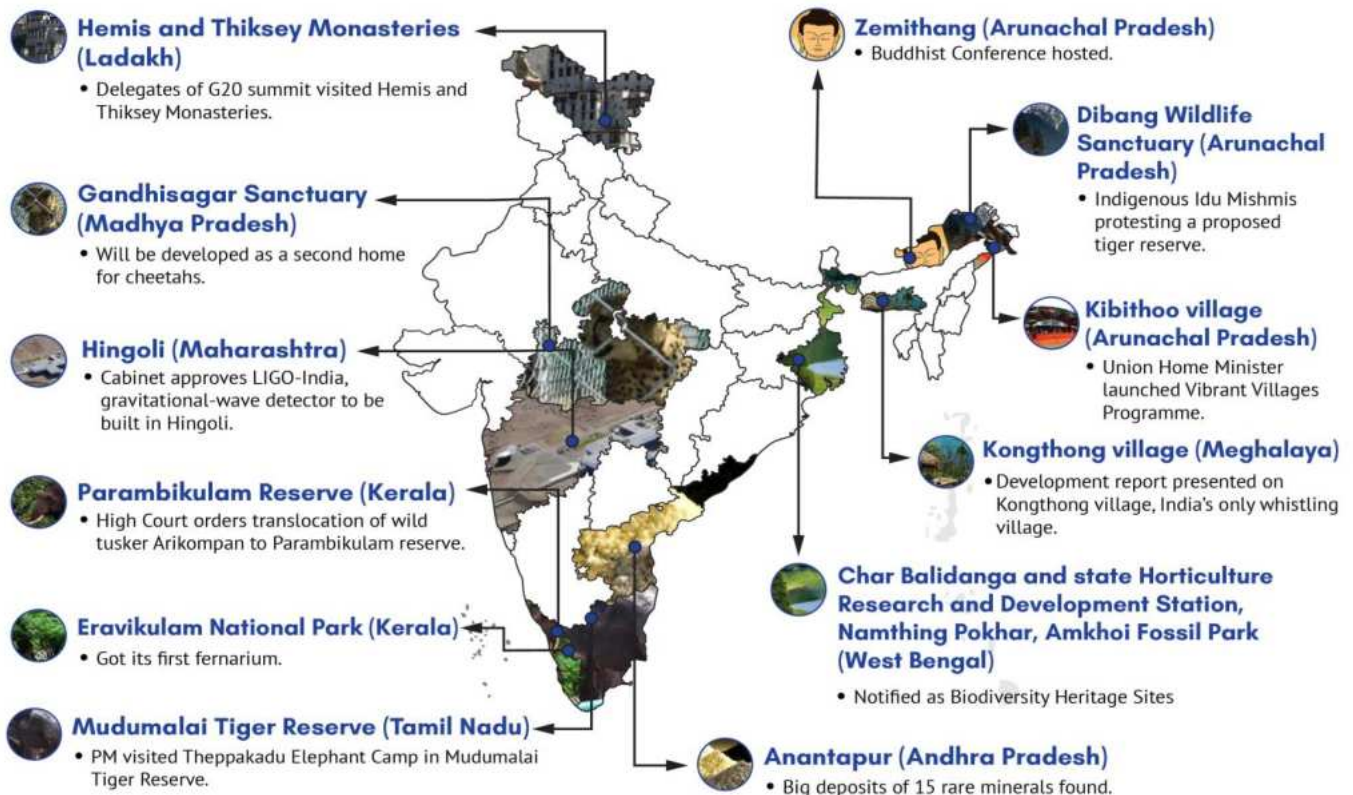 Hemis and Thiksey Monasteries
(Ladakh)
• Delegates of G20 summit visited Hemis and
Thiksey Monasteries.
Gandhisagar Sanctuary
(Madhya Pradesh)
• Will be developed as a second home
for cheetahs.
Hingoli (Maharashtra)
• Cabinet approves LIGO-India,
gravitational-wave detector to be
built in Hingoli.
Parambikulam Reserve (Kerala)
• High Court orders translocation of wild
tusker Arikompan to Parambikulam reserve.
Eravikulam National Park (Kerala)
• Got its first fernarium.
Mudumalai Tiger Reserve (Tamil Nadu)
• PM visited Theppakadu Elephant Camp in Mudumalai
Tiger Reserve.
Zemithang (Arunachal Pradesh)
• Buddhist Conference hosted.
Dibang Wildlife
Sanctuary (Arunachal
Pradesh)
• Indigenous Idu Mishmis
protesting a proposed
tiger reserve.
Kibithoo village
(Arunachal Pradesh)
• Union Home Minister
launched Vibrant Villages
Programme.
Kongthong village (Meghalaya)
• Development report presented on
Kongthong village, India's only whistling
village.
Char Balidanga and state Horticulture
Research and Development Station,
Namthing Pokhar, Amkhoi Fossil Park
(West Bengal)
• Notified as Biodiversity Heritage Sites
Anantapur (Andhra Pradesh)
• Big deposits of 15 rare minerals found.